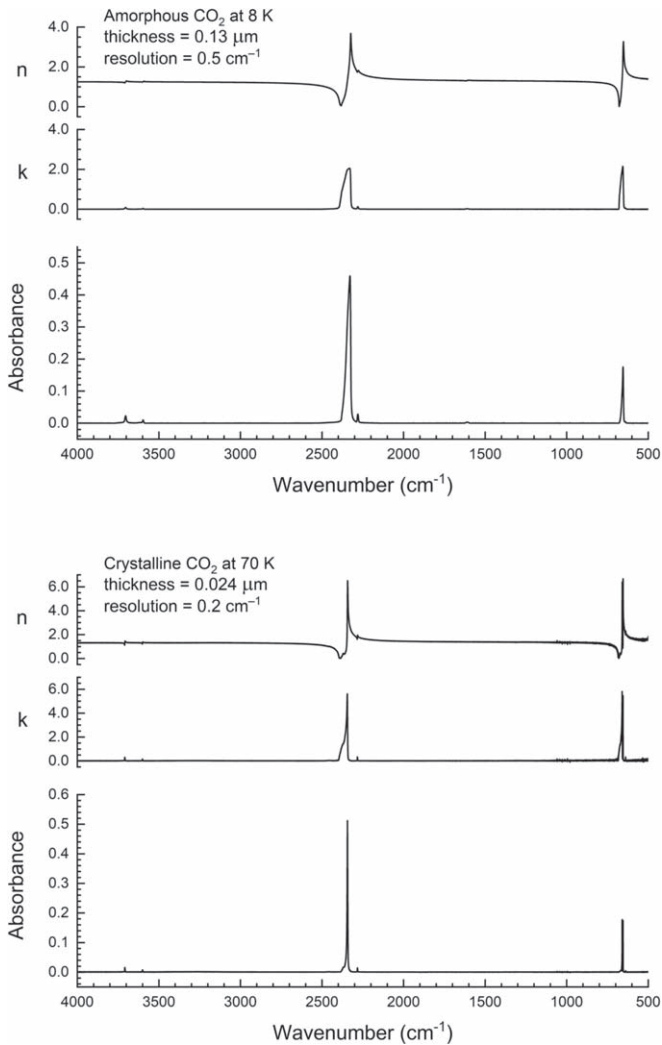 Amorphous CO₂ at 8 K
thickness = 0.13 μm
resolution = 0.5 cm⁻¹
4.0
n
2.0
0.0
4.0
k
2.0
0.0
0.5
0.4
0.3
0.2
0.1
0.0
Absorbance
4000 3500 3000 2500 2000 1500 1000 500
Wavenumber (cm⁻¹)
Crystalline CO₂ at 70 K
thickness = 0.024 μm
resolution = 0.2 cm⁻¹
6.0
n
4.0
2.0
0.0
6.0
k
4.0
2.0
0.0
0.6
0.5
0.4
0.3
0.2
0.1
0.0
Absorbance
4000 3500 3000 2500 2000 1500 1000 500
Wavenumber (cm⁻¹)